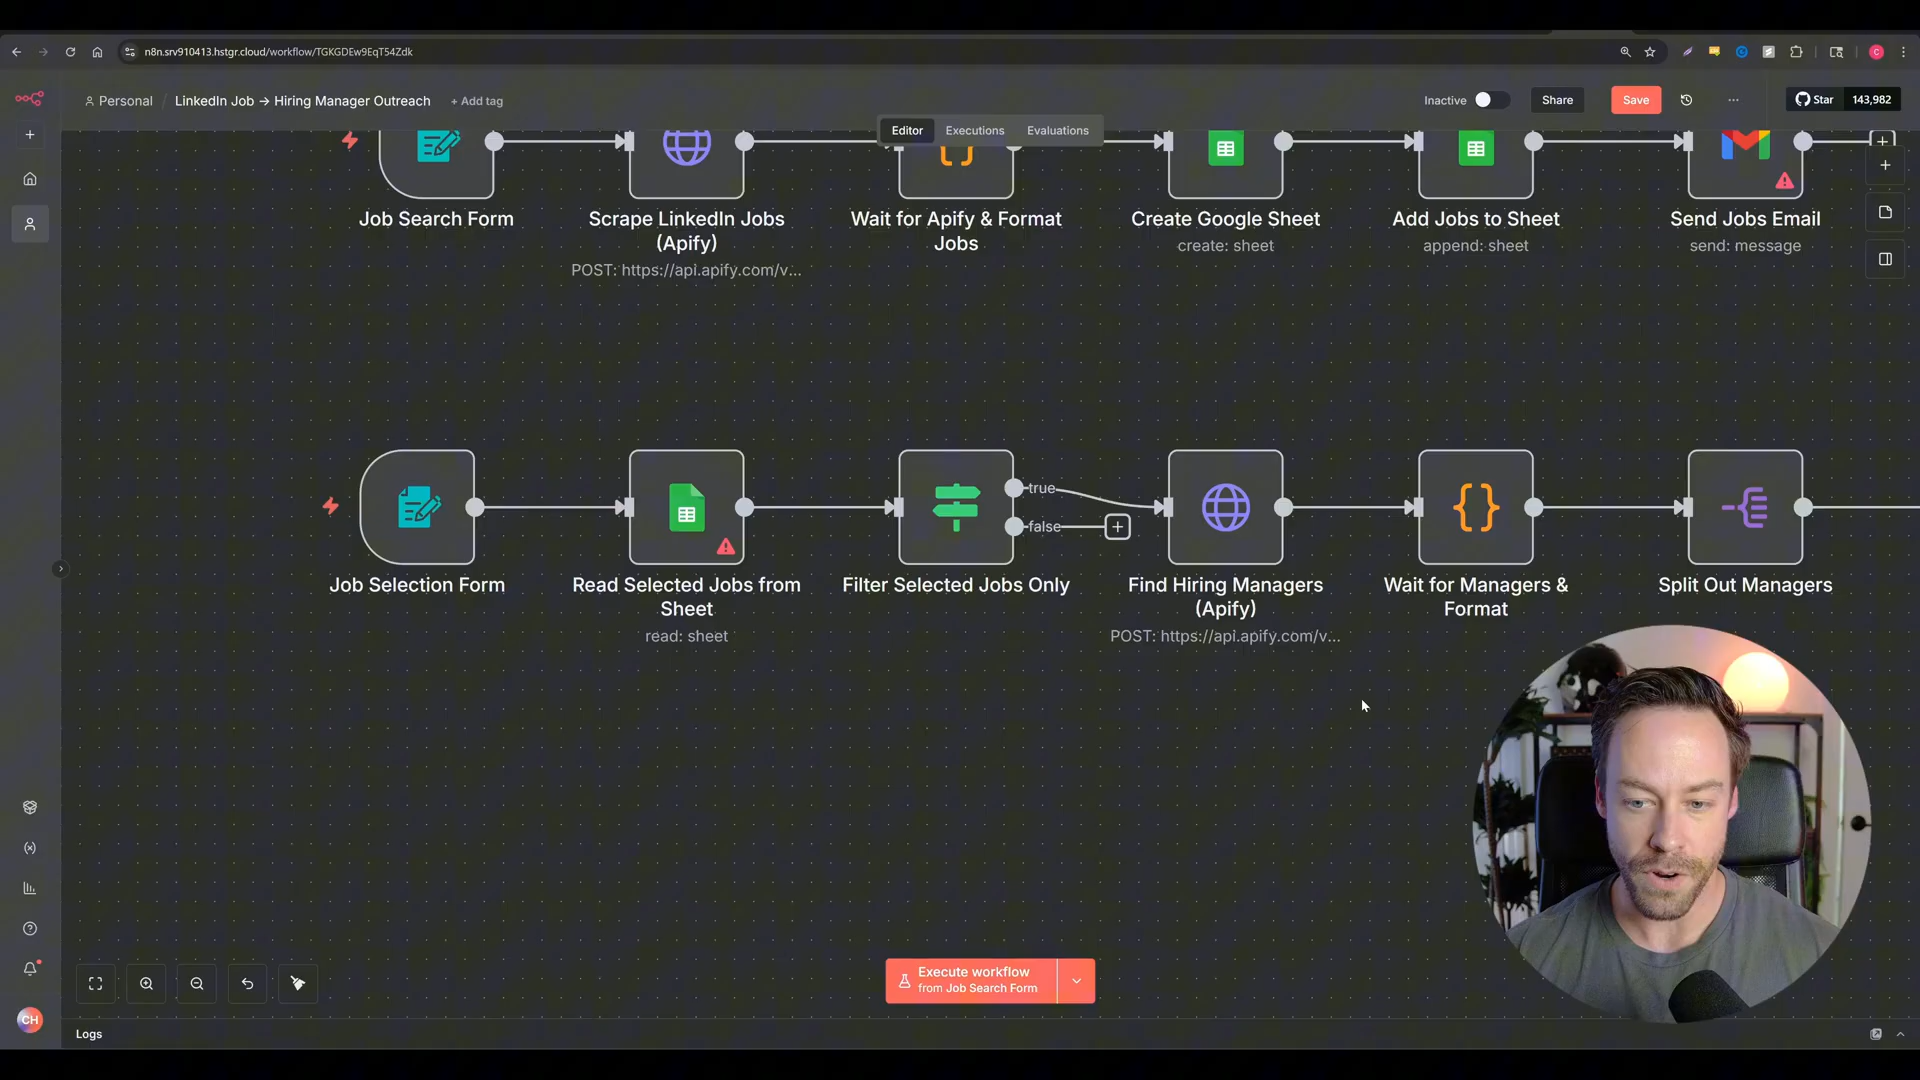 n8n.srv910413.hstgr.cloud/workflow/TGKGDEw9EqT54Zdk
Personal / LinkedIn Job → Hiring Manager Outreach + Add tag
Inactive Share Save ... Star 143,982
Editor Executions Evaluations
Job Search Form
Scrape LinkedIn Jobs
(Apify)
POST: https://api.apify.com/v...
Wait for Apify & Format
Jobs
Create Google Sheet
create: sheet
Add Jobs to Sheet
append: sheet
Send Jobs Email
send: message
true
false
Job Selection Form
Read Selected Jobs from
Sheet
read: sheet
Filter Selected Jobs Only
Find Hiring Managers
(Apify)
POST: https://api.apify.com/v...
Wait for Managers &
Format
Split Out Managers
Execute workflow
from Job Search Form
CH
Logs